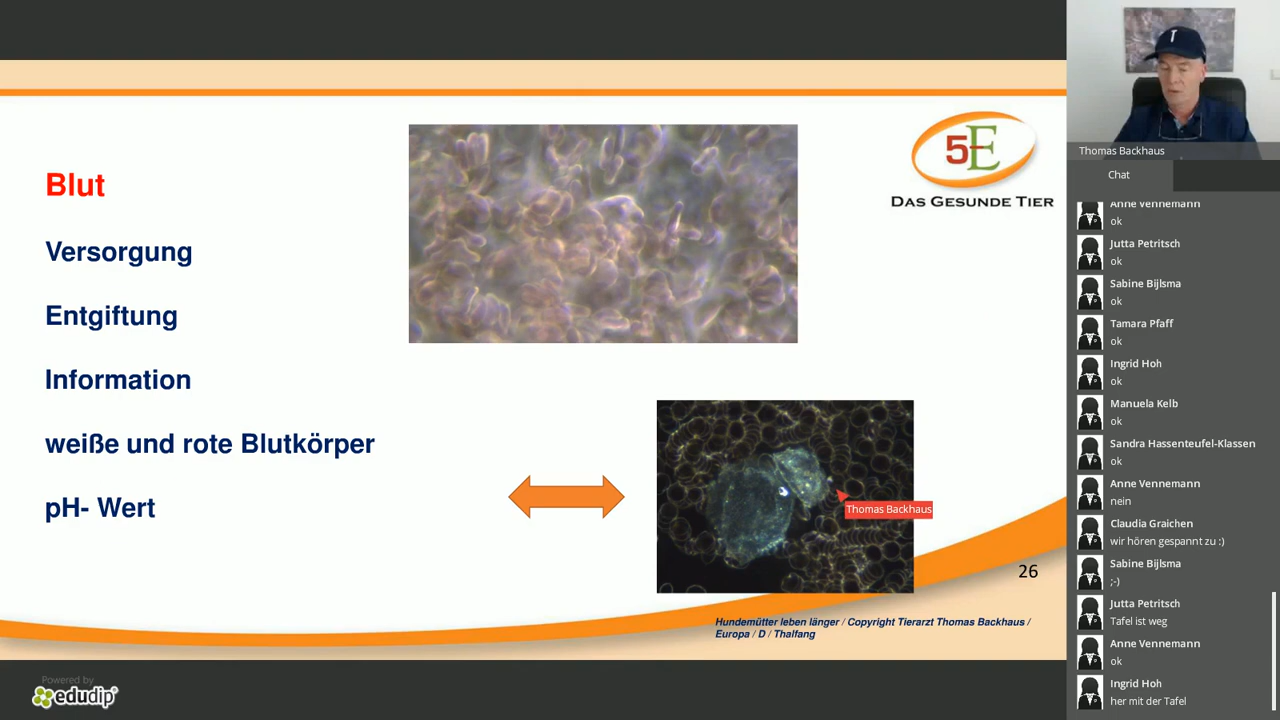 Blut
Versorgung
Entgiftung
Information
weiße und rote Blutkörper
pH- Wert
5E
DAS GESUNDE TIER
Thomas Backhaus
26
Hundemütter leben länger / Copyright Tierarzt Thomas Backhaus /
Europa / D / Thalfang
Powered by
edudip
T
Thomas Backhaus
Chat
Anne Vennemann
ok
Jutta Petritsch
ok
Sabine Bijlsma
ok
Tamara Pfaff
ok
Ingrid Hoh
ok
Manuela Kelb
ok
Sandra Hassenteufel-Klassen
ok
Anne Vennemann
nein
Claudia Graichen
wir hören gespannt zu :)
Sabine Bijlsma
;-)
Jutta Petritsch
Tafel ist weg
Anne Vennemann
ok
Ingrid Hoh
her mit der Tafel